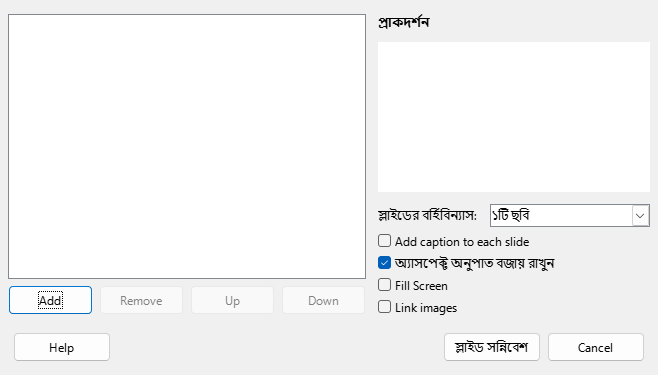 প্রাকদর্শন
স্লাইডের বর্হিবিন্যাস:
১টি ছবি
Add caption to each slide
অ্যাসপেক্ট অনুপাত বজায় রাখুন
Fill Screen
Link images
Add
Remove
Up
Down
Help
স্লাইড সন্নিবেশ
Cancel